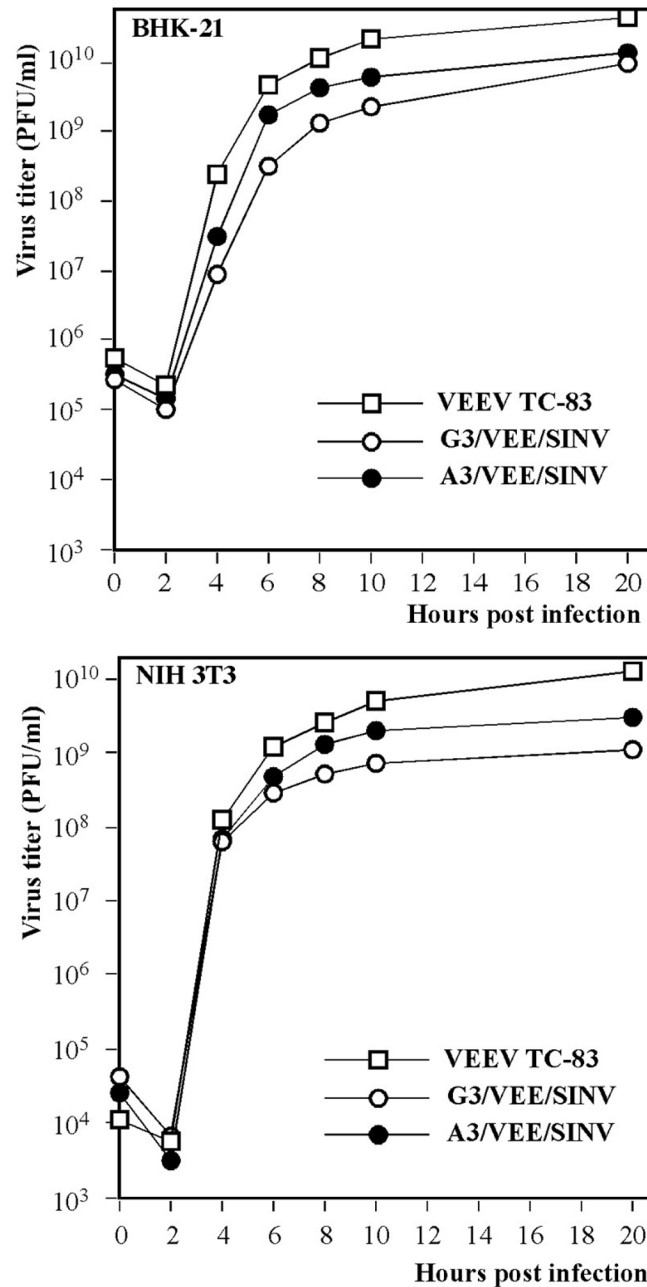 BHK-21
Virus titer (PFU/ml)
10¹⁰
10⁹
10⁸
10⁷
10⁶
10⁵
10⁴
10³
VEEV TC-83
G3/VEE/SINV
A3/VEE/SINV
0 2 4 6 8 10 12 14 16 18 20
Hours post infection
NIH 3T3
Virus titer (PFU/ml)
10¹⁰
10⁹
10⁸
10⁷
10⁶
10⁵
10⁴
10³
VEEV TC-83
G3/VEE/SINV
A3/VEE/SINV
0 2 4 6 8 10 12 14 16 18 20
Hours post infection